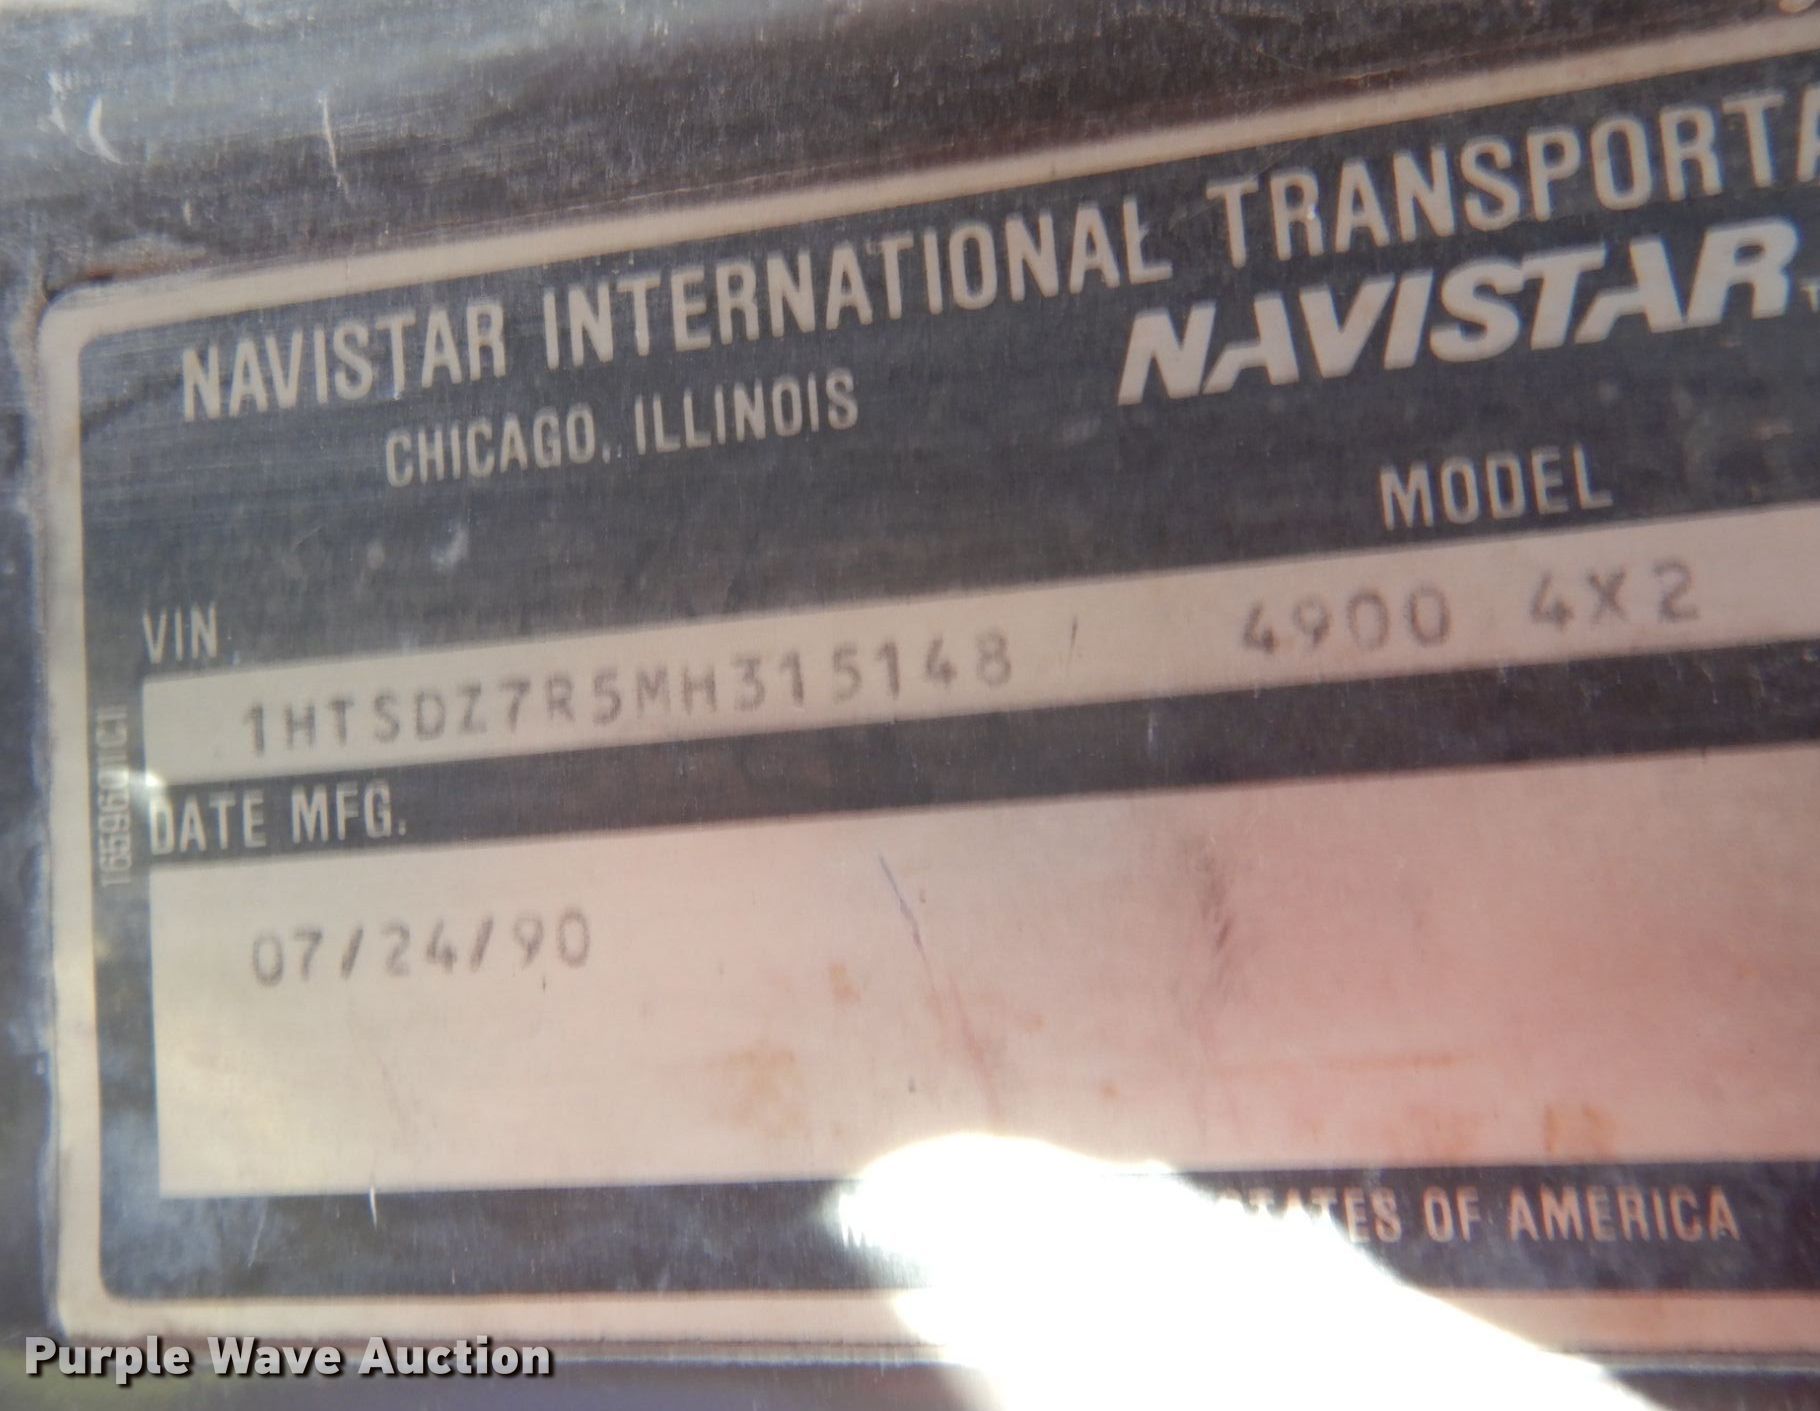 NAVISTAR INTERNATIONAL TRANSPORTA
NAVISTAR
CHICAGO, ILLINOIS
MODEL
VIN
1HTSDZ7R5MH315148
4900 4X2
DATE MFG.
07/24/90
STATES OF AMERICA
Purple Wave Auction